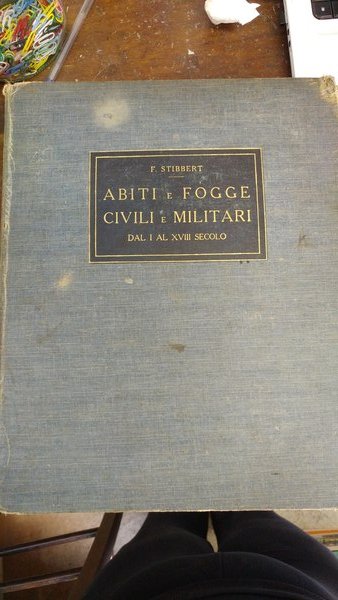 F. STIBBERT
ABITI E FOGGE
CIVILI E MILITARI
DAL I AL XVIII SECOLO